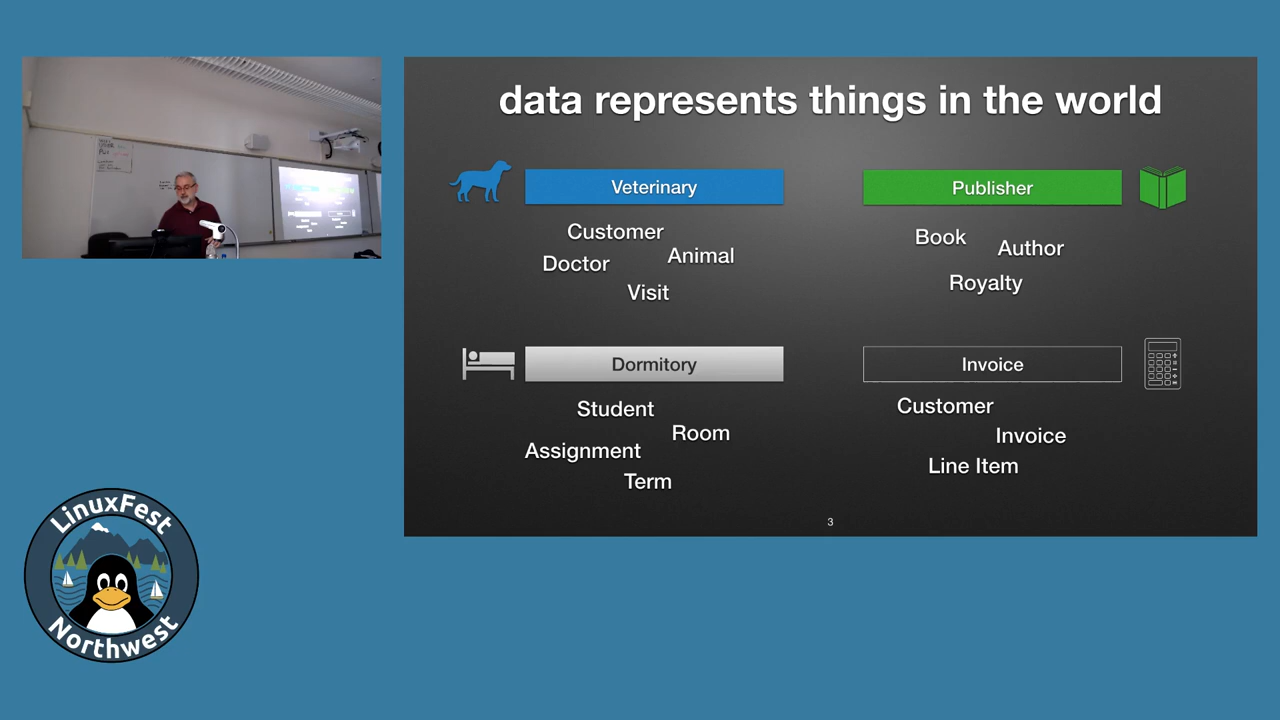 data represents things in the world
Veterinary
Customer
Doctor
Animal
Visit
Publisher
Book
Author
Royalty
Dormitory
Student
Room
Assignment
Term
Invoice
Customer
Invoice
Line Item
3
LinuxFest
Northwest